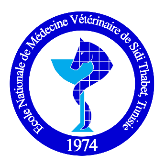 Ecole Nationale de Médecine Vétérinaire de Sidi Thabet, Tunisie
1974